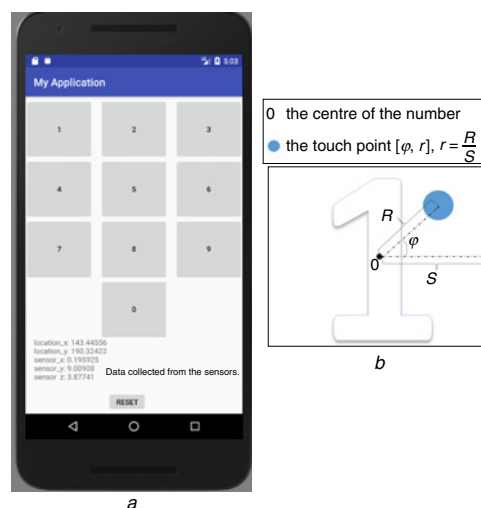 5:03
My Application
1 2 3
4 5 6
7 8 9
0
location_x: 143.44556
location_y: 190.32422
sensor_x: 0.195925
sensor_y: 9.00908
sensor_z: 3.87741
Data collected from the sensors.
RESET
a
0 the centre of the number
the touch point [φ, r], r = R/S
1
R
φ
0
S
b